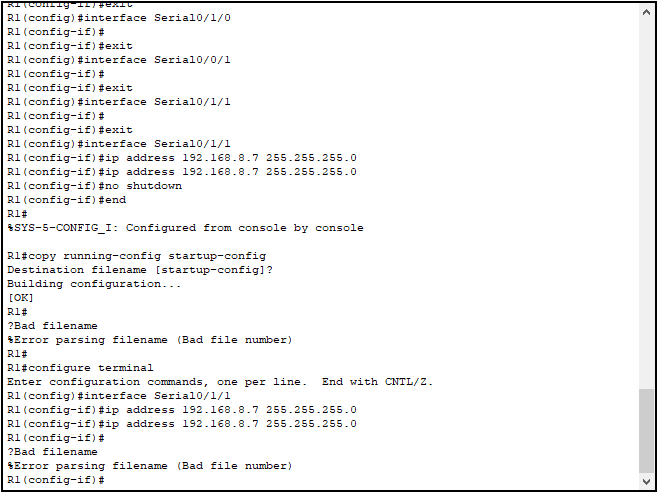 R1(config-if)#exit
R1(config)#interface Serial0/1/0
R1(config-if)#
R1(config-if)#exit
R1(config)#interface Serial0/0/1
R1(config-if)#
R1(config-if)#exit
R1(config)#interface Serial0/1/1
R1(config-if)#
R1(config-if)#exit
R1(config)#interface Serial0/1/1
R1(config-if)#ip address 192.168.8.7 255.255.255.0
R1(config-if)#ip address 192.168.8.7 255.255.255.0
R1(config-if)#no shutdown
R1(config-if)#end
R1#
%SYS-5-CONFIG_I: Configured from console by console

R1#copy running-config startup-config
Destination filename [startup-config]?
Building configuration...
[OK]
R1#
?Bad filename
%Error parsing filename (Bad file number)
R1#
R1#configure terminal
Enter configuration commands, one per line.  End with CNTL/Z.
R1(config)#interface Serial0/1/1
R1(config-if)#ip address 192.168.8.7 255.255.255.0
R1(config-if)#ip address 192.168.8.7 255.255.255.0
R1(config-if)#
?Bad filename
%Error parsing filename (Bad file number)
R1(config-if)#